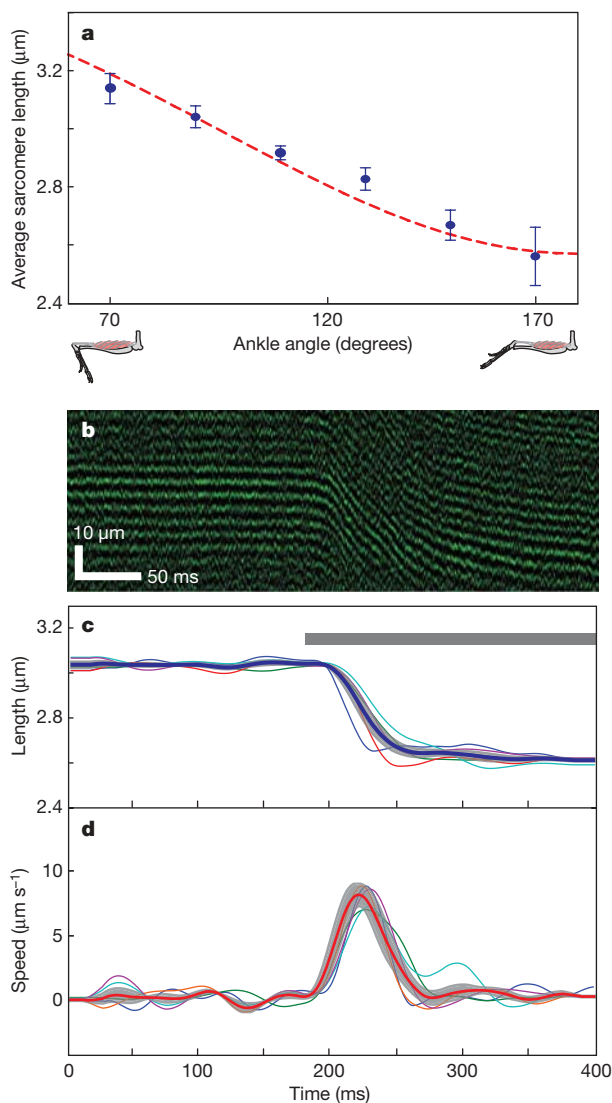 a
Average sarcomere length (µm)
3.2
2.8
2.4
70
120
170
Ankle angle (degrees)
b
10 µm
50 ms
c
Length (µm)
3.2
2.8
2.4
d
Speed (µm s⁻¹)
10
5
0
0
100
200
300
400
Time (ms)